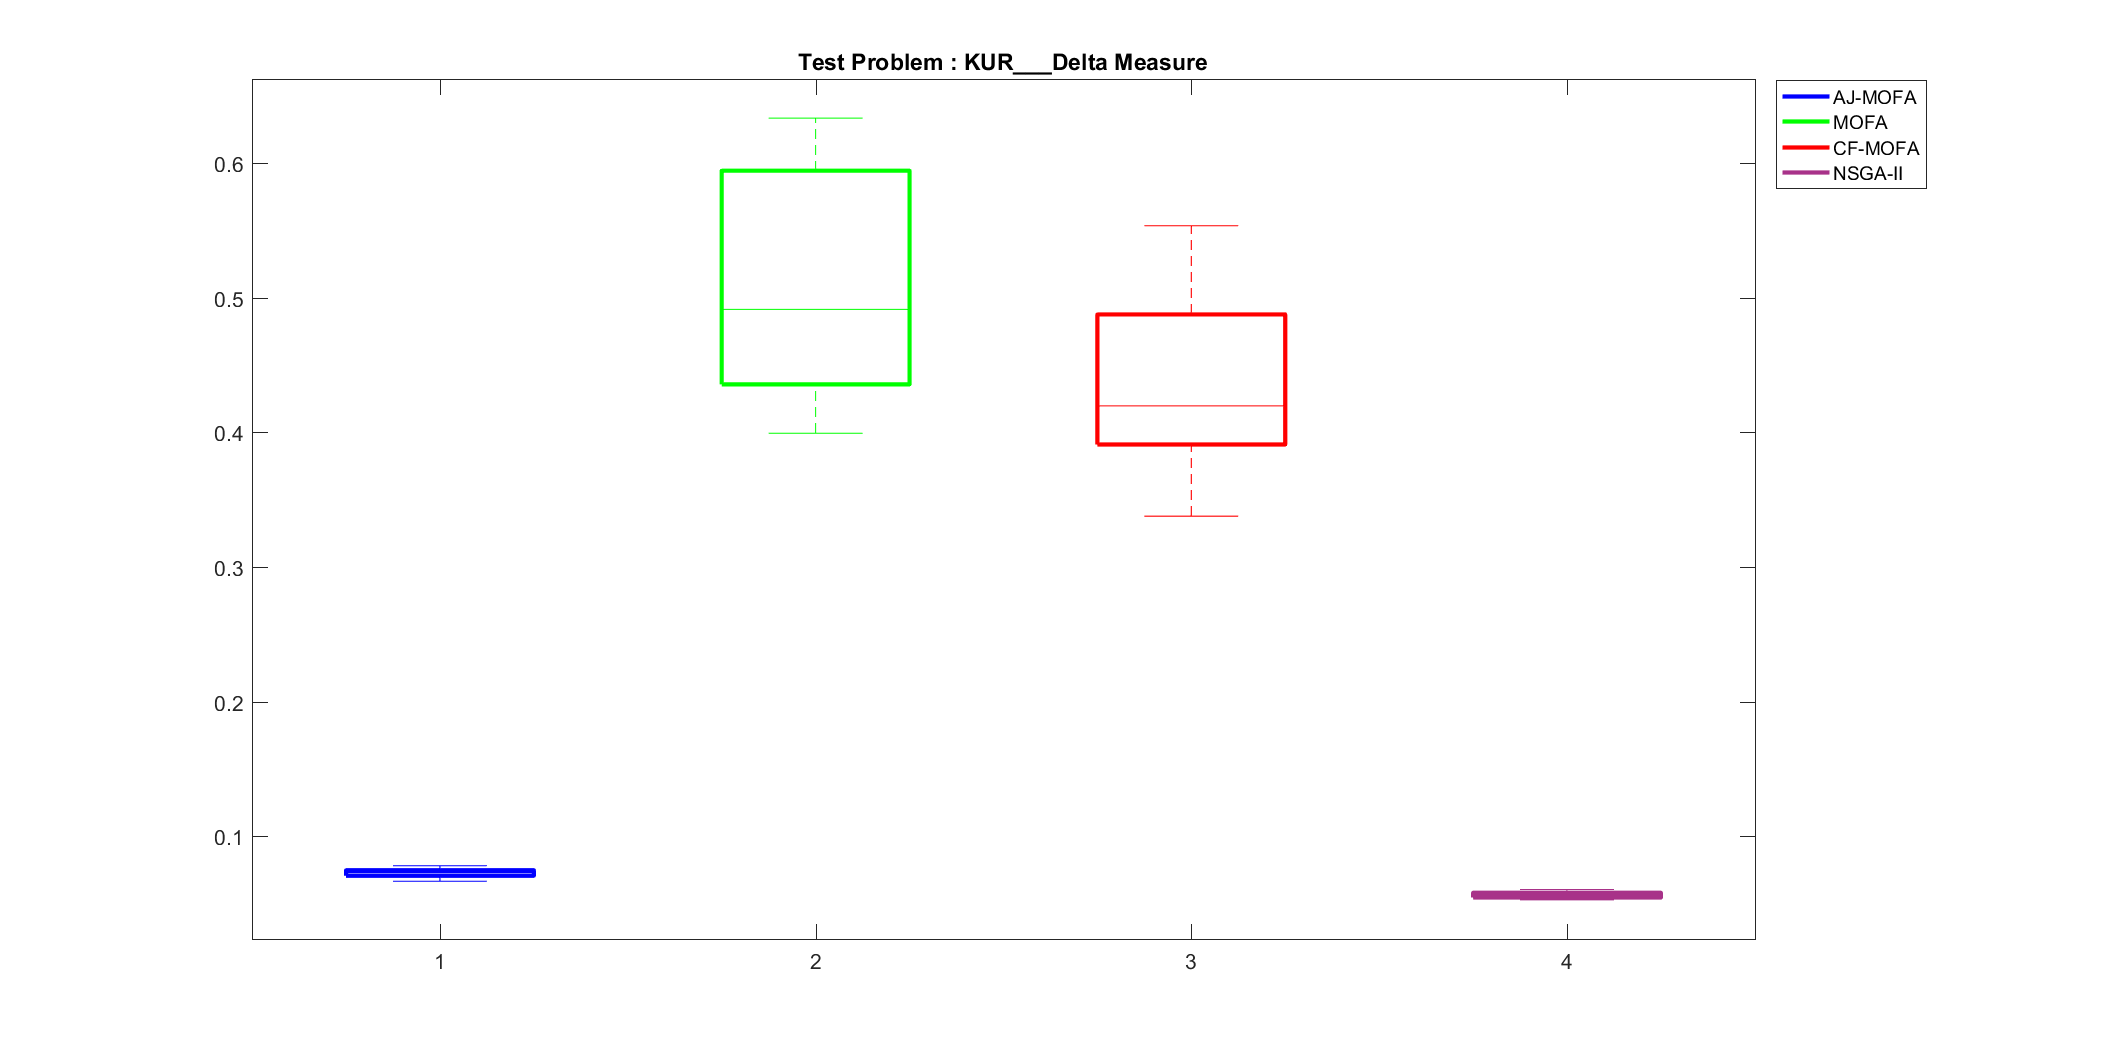 Test Problem : KUR___Delta Measure
AJ-MOFA
MOFA
CF-MOFA
NSGA-II
0.6
0.5
0.4
0.3
0.2
0.1
1 2 3 4